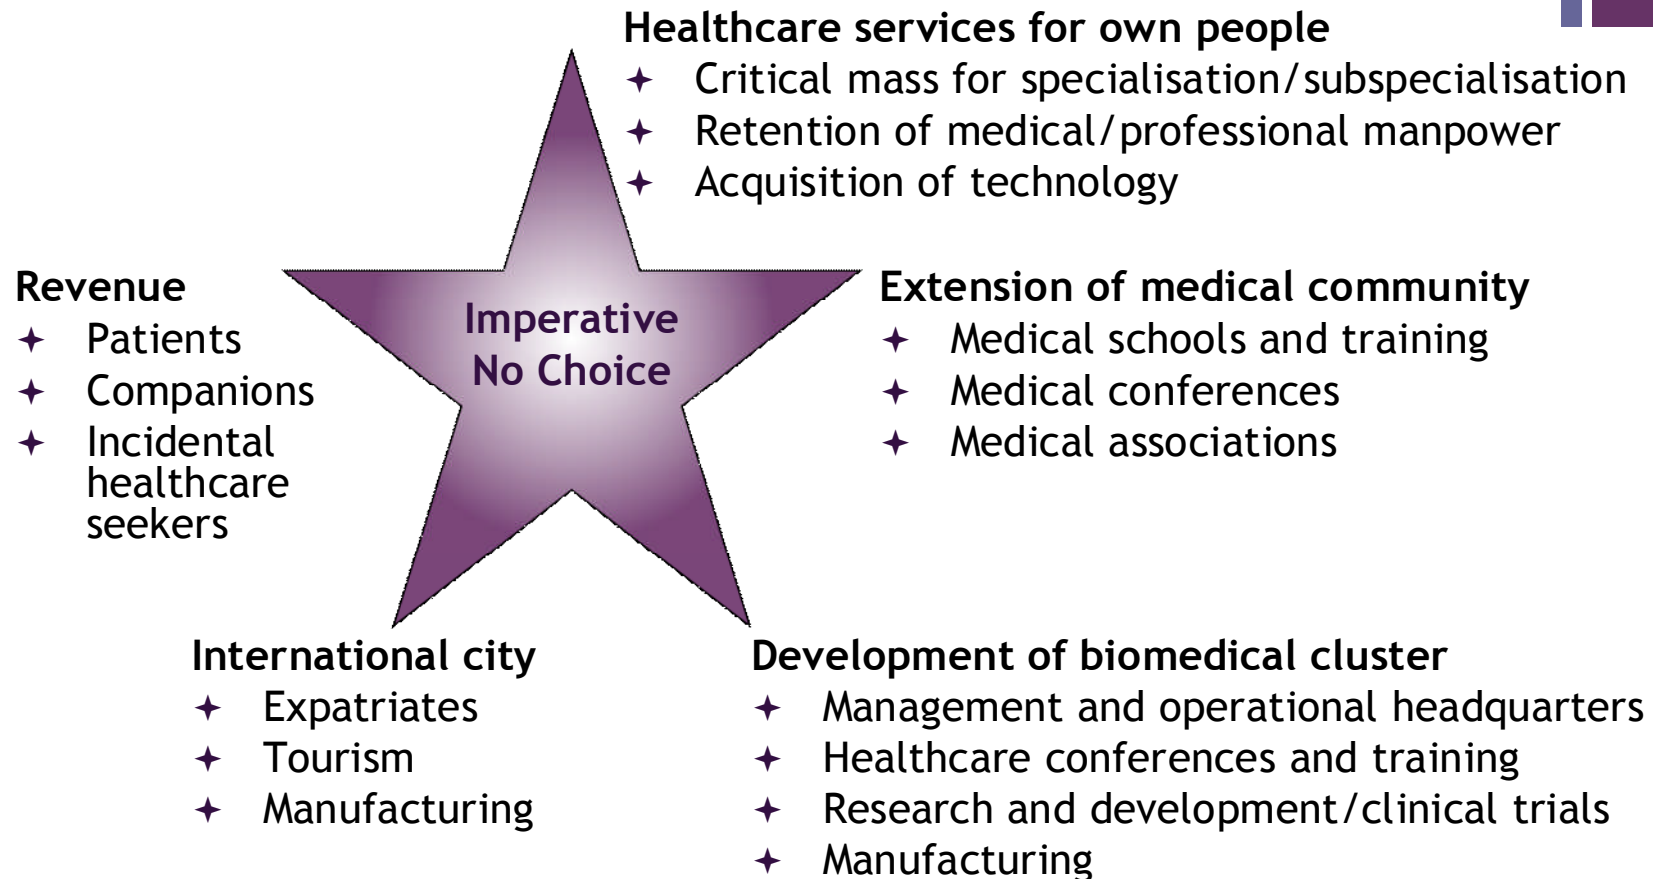 Healthcare services for own people
Critical mass for specialisation/subspecialisation
Retention of medical/professional manpower
Acquisition of technology
Revenue
Patients
Companions
Incidental
healthcare
seekers
Imperative
No Choice
Extension of medical community
Medical schools and training
Medical conferences
Medical associations
International city
Expatriates
Tourism
Manufacturing
Development of biomedical cluster
Management and operational headquarters
Healthcare conferences and training
Research and development/clinical trials
Manufacturing